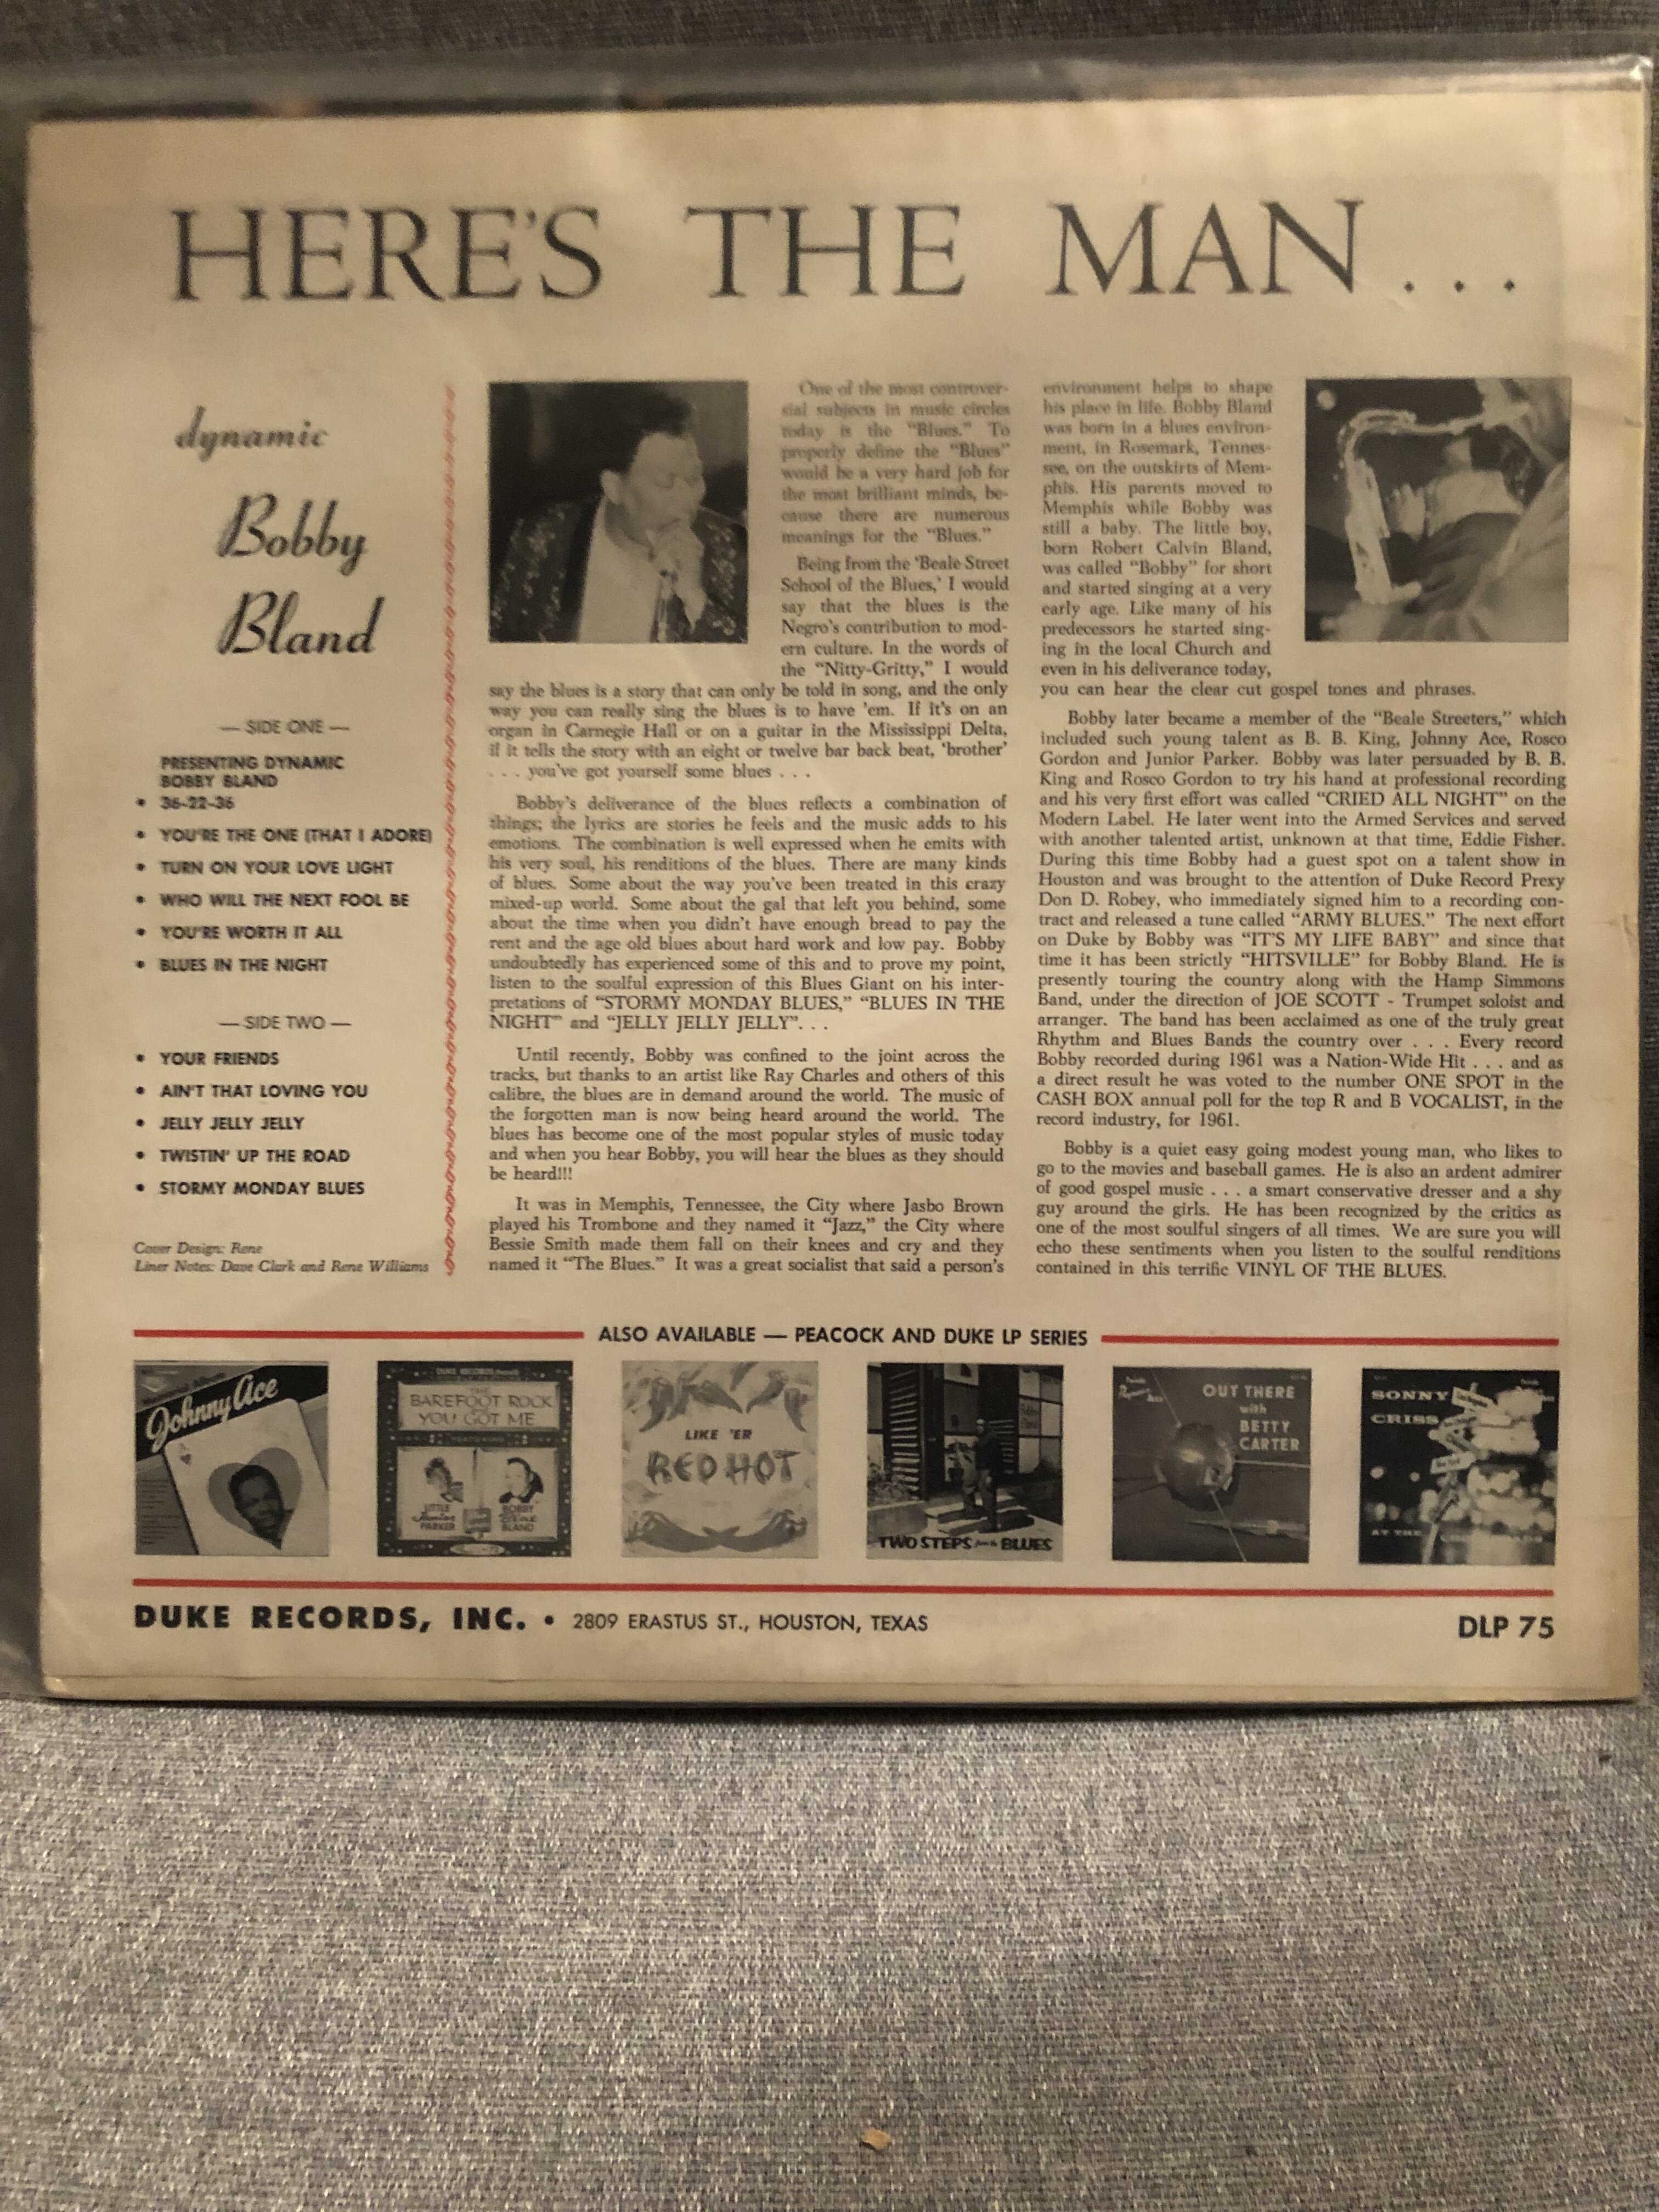 HERE'S THE MAN...
dynamic
Bobby
Bland
— SIDE ONE —
PRESENTING DYNAMIC
BOBBY BLAND
• 36-22-36
• YOU'RE THE ONE (THAT I ADORE)
• TURN ON YOUR LOVE LIGHT
• WHO WILL THE NEXT FOOL BE
• YOU'RE WORTH IT ALL
• BLUES IN THE NIGHT
— SIDE TWO —
• YOUR FRIENDS
• AIN'T THAT LOVING YOU
• JELLY JELLY JELLY
• TWISTIN' UP THE ROAD
• STORMY MONDAY BLUES
Cover Design: Rene
Liner Notes: Dave Clark and Rene Williams
One of the most controver-
sial subjects in music circles
today is the "Blues." To
properly define the "Blues"
would be a very hard job for
the most brilliant minds, be-
cause there are numerous
meanings for the "Blues."
Being from the 'Beale Street
School of the Blues,' I would
say that the blues is the
Negro's contribution to mod-
ern culture. In the words of
the "Nitty-Gritty," I would
say the blues is a story that can only be told in song, and the only
way you can really sing the blues is to have 'em. If it's on an
organ in Carnegie Hall or on a guitar in the Mississippi Delta,
if it tells the story with an eight or twelve bar back beat, 'brother'
. . . you've got yourself some blues . . .
Bobby's deliverance of the blues reflects a combination of
things; the lyrics are stories he feels and the music adds to his
emotions. The combination is well expressed when he emits with
his very soul, his renditions of the blues. There are many kinds
of blues. Some about the way you've been treated in this crazy
mixed-up world. Some about the gal that left you behind, some
about the time when you didn't have enough bread to pay the
rent and the age old blues about hard work and low pay. Bobby
undoubtedly has experienced some of this and to prove my point,
listen to the soulful expression of this Blues Giant on his inter-
pretations of "STORMY MONDAY BLUES," "BLUES IN THE
NIGHT" and "JELLY JELLY JELLY". . .
Until recently, Bobby was confined to the joint across the
tracks, but thanks to an artist like Ray Charles and others of this
calibre, the blues are in demand around the world. The music of
the forgotten man is now being heard around the world. The
blues has become one of the most popular styles of music today
and when you hear Bobby, you will hear the blues as they should
be heard!!!
It was in Memphis, Tennessee, the City where Jasbo Brown
played his Trombone and they named it "Jazz," the City where
Bessie Smith made them fall on their knees and cry and they
named it "The Blues." It was a great socialist that said a person's
environment helps to shape
his place in life. Bobby Bland
was born in a blues environ-
ment, in Rosemark, Tennes-
see, on the outskirts of Mem-
phis. His parents moved to
Memphis while Bobby was
still a baby. The little boy,
born Robert Calvin Bland,
was called "Bobby" for short
and started singing at a very
early age. Like many of his
predecessors he started sing-
ing in the local Church and
even in his deliverance today,
you can hear the clear cut gospel tones and phrases.
Bobby later became a member of the "Beale Streeters," which
included such young talent as B. B. King, Johnny Ace, Rosco
Gordon and Junior Parker. Bobby was later persuaded by B. B.
King and Rosco Gordon to try his hand at professional recording
and his very first effort was called "CRIED ALL NIGHT" on the
Modern Label. He later went into the Armed Services and served
with another talented artist, unknown at that time, Eddie Fisher.
During this time Bobby had a guest spot on a talent show in
Houston and was brought to the attention of Duke Record Prexy
Don D. Robey, who immediately signed him to a recording con-
tract and released a tune called "ARMY BLUES." The next effort
on Duke by Bobby was "IT'S MY LIFE BABY" and since that
time it has been strictly "HITSVILLE" for Bobby Bland. He is
presently touring the country along with the Hamp Simmons
Band, under the direction of JOE SCOTT - Trumpet soloist and
arranger. The band has been acclaimed as one of the truly great
Rhythm and Blues Bands the country over . . . Every record
Bobby recorded during 1961 was a Nation-Wide Hit . . . and as
a direct result he was voted to the number ONE SPOT in the
CASH BOX annual poll for the top R and B VOCALIST, in the
record industry, for 1961.
Bobby is a quiet easy going modest young man, who likes to
go to the movies and baseball games. He is also an ardent admirer
of good gospel music . . . a smart conservative dresser and a shy
guy around the girls. He has been recognized by the critics as
one of the most soulful singers of all times. We are sure you will
echo these sentiments when you listen to the soulful renditions
contained in this terrific VINYL OF THE BLUES.
ALSO AVAILABLE — PEACOCK AND DUKE LP SERIES
Johnny Ace
BAREFOOT ROCK
YOU GOT ME
LITTLE
Junior
PARKER
BOBBY
BLAND
LIKE 'ER
RED HOT
TWO STEPS from the BLUES
OUT THERE
with
BETTY
CARTER
SONNY
CRISS
AT THE
DUKE RECORDS, INC. • 2809 ERASTUS ST., HOUSTON, TEXAS
DLP 75